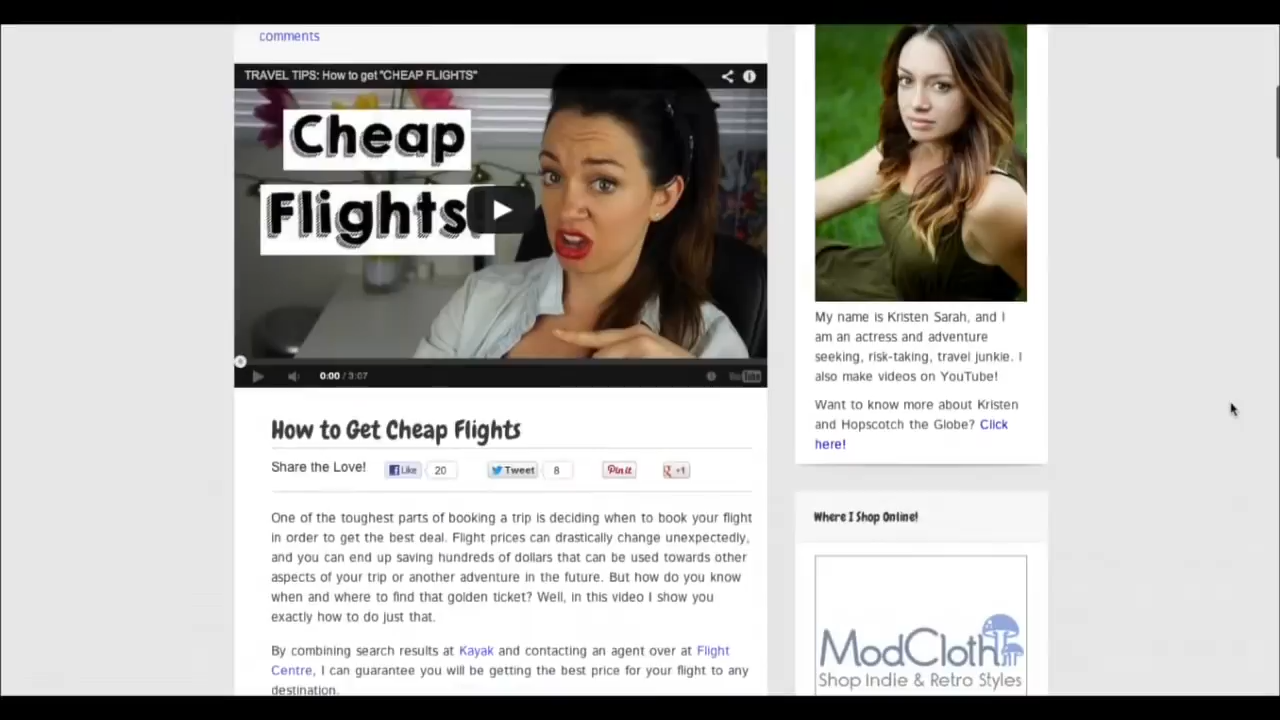 comments
TRAVEL TIPS: How to get "CHEAP FLIGHTS"
Cheap
Flights.
0:00 / 3:07
YouTube
How to Get Cheap Flights
Share the Love!
Like 20
Tweet 8
Pin it
+1
One of the toughest parts of booking a trip is deciding when to book your flight
in order to get the best deal. Flight prices can drastically change unexpectedly,
and you can end up saving hundreds of dollars that can be used towards other
aspects of your trip or another adventure in the future. But how do you know
when and where to find that golden ticket? Well, in this video I show you
exactly how to do just that.
By combining search results at Kayak and contacting an agent over at Flight
Centre, I can guarantee you will be getting the best price for your flight to any
destination.
My name is Kristen Sarah, and I
am an actress and adventure
seeking, risk-taking, travel junkie. I
also make videos on YouTube!
Want to know more about Kristen
and Hopscotch the Globe? Click
here!
Where I Shop Online!
ModCloth
Shop Indie & Retro Styles